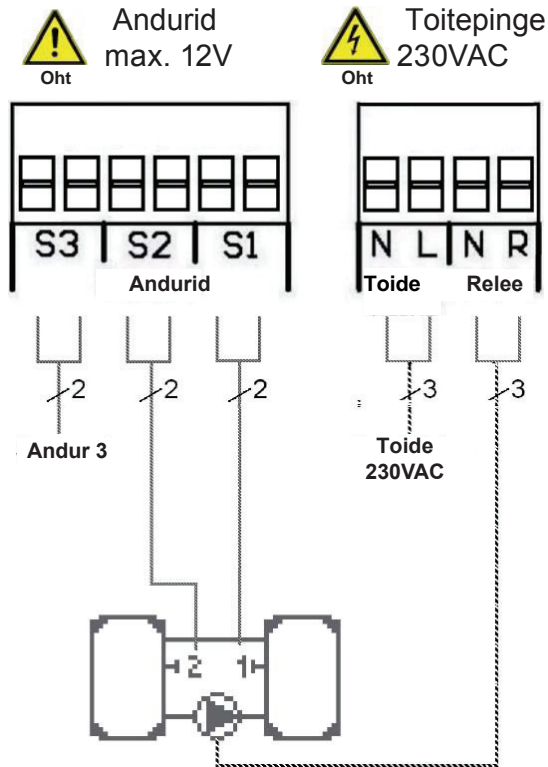 Andurid
max. 12V
Oht
Toitepinge
230VAC
Oht
S3 S2 S1
Andurid
N L N R
Toide Relee
2 2 2 3 3
Andur 3
Toide
230VAC
2 1